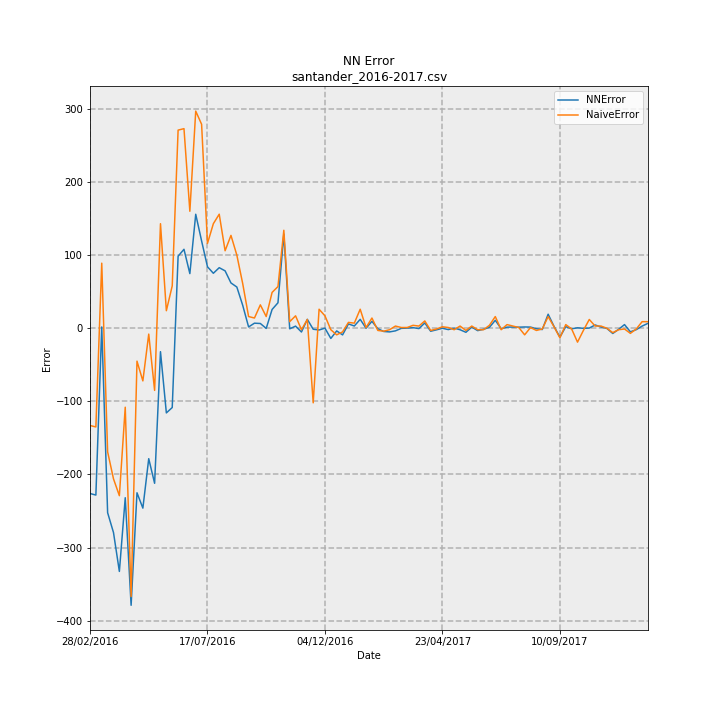 NN Error
santander_2016-2017.csv
NNError
NaiveError
300
200
100
0
−100
−200
−300
−400
Error
28/02/2016 17/07/2016 04/12/2016 23/04/2017 10/09/2017
Date